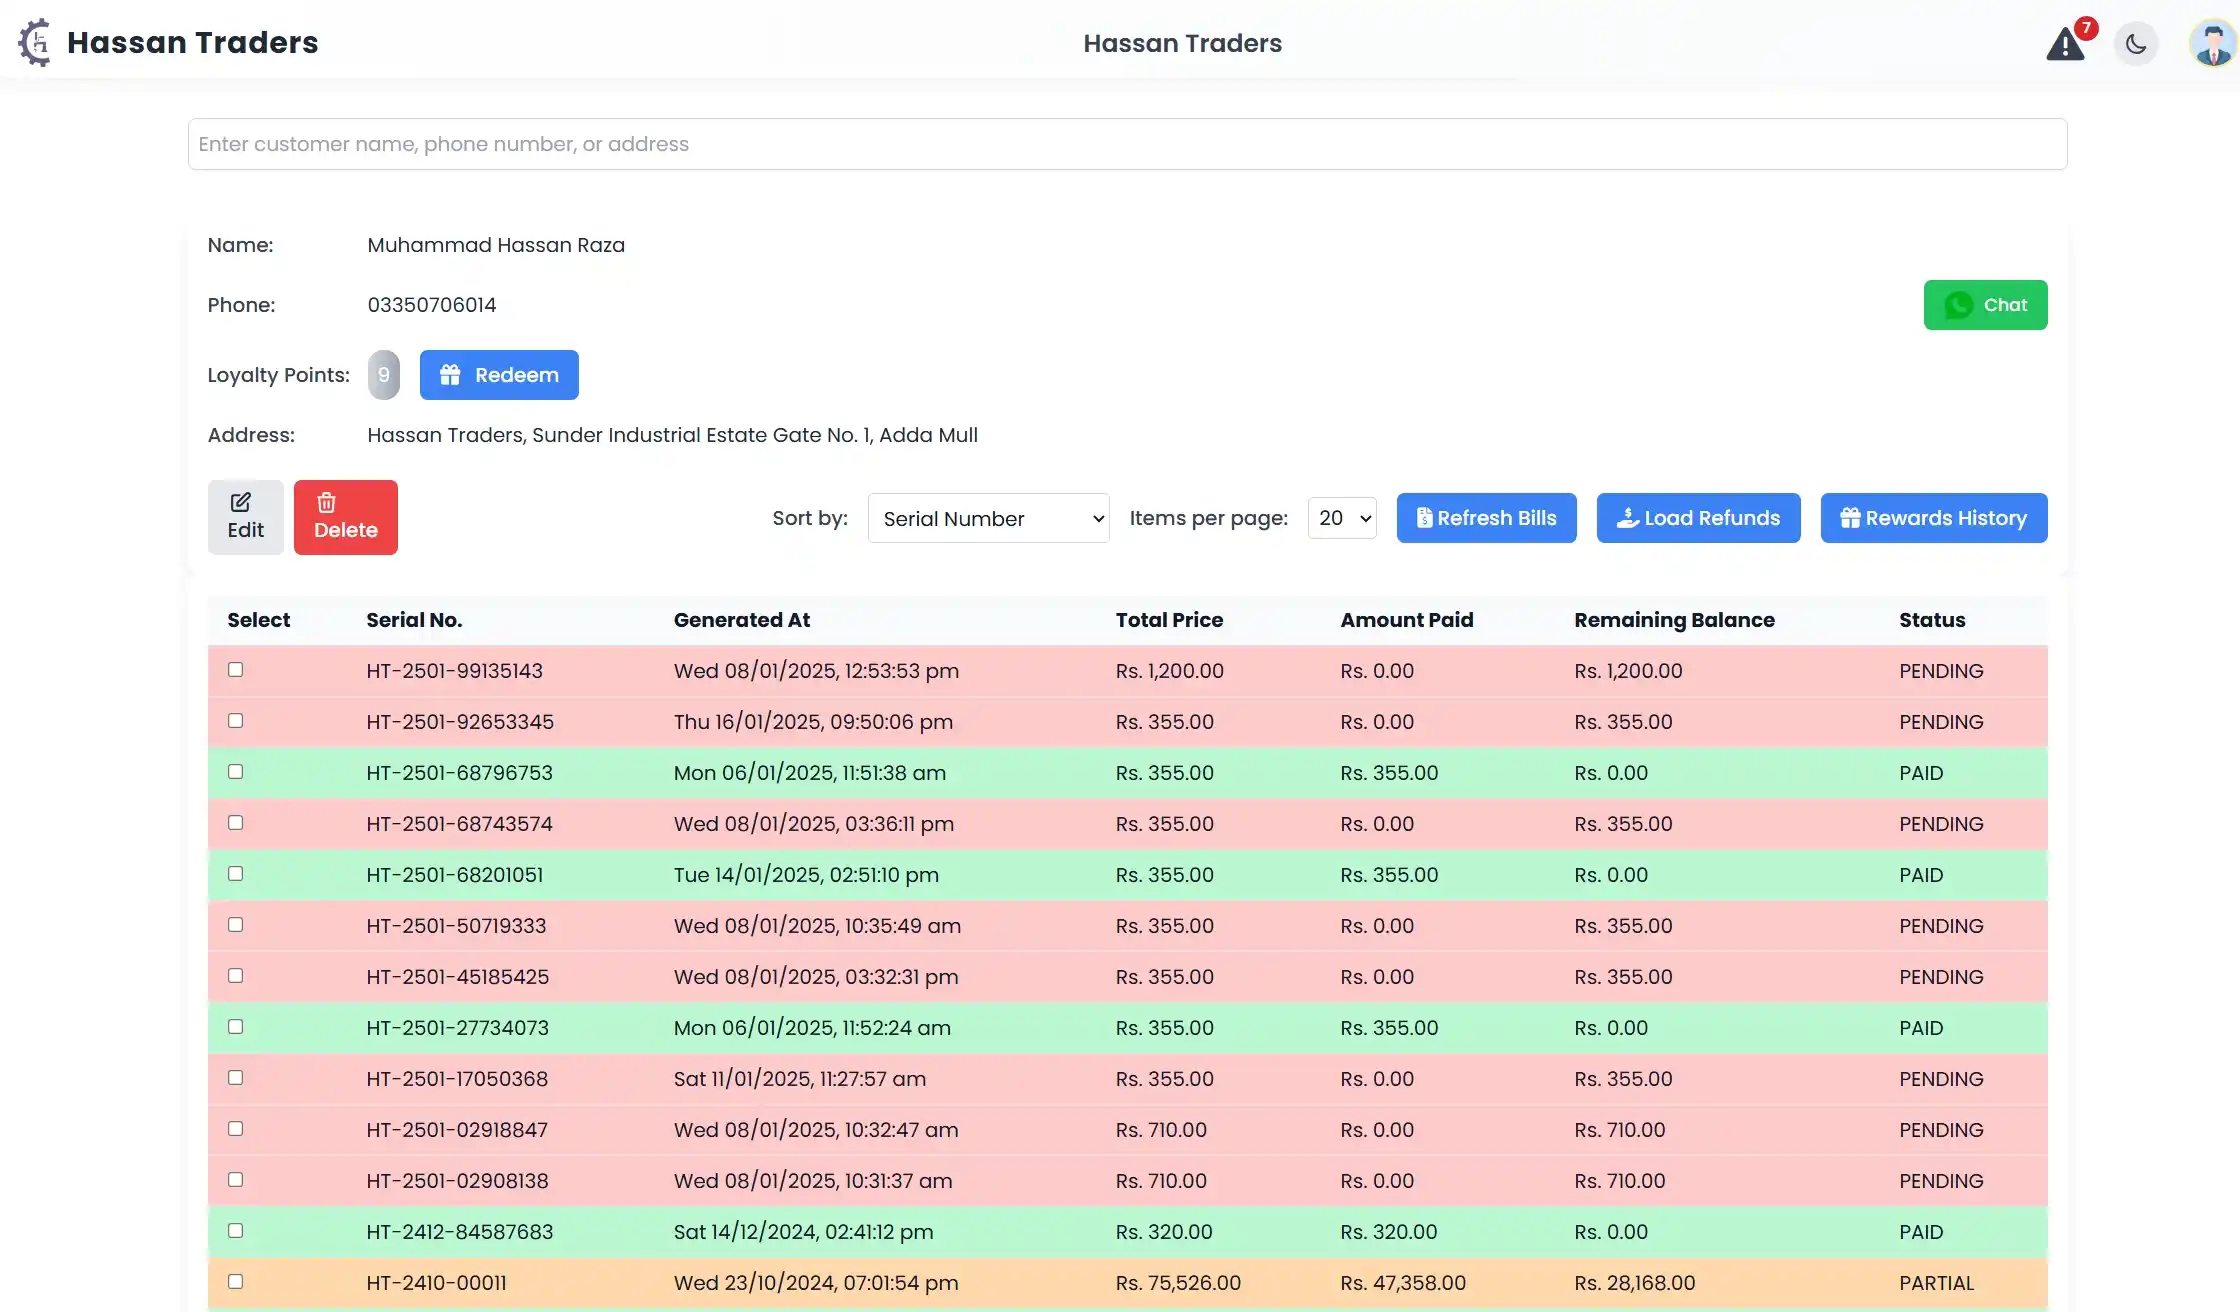 Hassan Traders
Hassan Traders
7
Enter customer name, phone number, or address
Name: Muhammad Hassan Raza
Phone: 03350706014
Chat
Loyalty Points: 9 Redeem
Address: Hassan Traders, Sunder Industrial Estate Gate No. 1, Adda Mull
Edit Delete Sort by: Serial Number Items per page: 20 Refresh Bills Load Refunds Rewards History
Select Serial No. Generated At Total Price Amount Paid Remaining Balance Status
HT-2501-99135143 Wed 08/01/2025, 12:53:53 pm Rs. 1,200.00 Rs. 0.00 Rs. 1,200.00 PENDING
HT-2501-92653345 Thu 16/01/2025, 09:50:06 pm Rs. 355.00 Rs. 0.00 Rs. 355.00 PENDING
HT-2501-68796753 Mon 06/01/2025, 11:51:38 am Rs. 355.00 Rs. 355.00 Rs. 0.00 PAID
HT-2501-68743574 Wed 08/01/2025, 03:36:11 pm Rs. 355.00 Rs. 0.00 Rs. 355.00 PENDING
HT-2501-68201051 Tue 14/01/2025, 02:51:10 pm Rs. 355.00 Rs. 355.00 Rs. 0.00 PAID
HT-2501-50719333 Wed 08/01/2025, 10:35:49 am Rs. 355.00 Rs. 0.00 Rs. 355.00 PENDING
HT-2501-45185425 Wed 08/01/2025, 03:32:31 pm Rs. 355.00 Rs. 0.00 Rs. 355.00 PENDING
HT-2501-27734073 Mon 06/01/2025, 11:52:24 am Rs. 355.00 Rs. 355.00 Rs. 0.00 PAID
HT-2501-17050368 Sat 11/01/2025, 11:27:57 am Rs. 355.00 Rs. 0.00 Rs. 355.00 PENDING
HT-2501-02918847 Wed 08/01/2025, 10:32:47 am Rs. 710.00 Rs. 0.00 Rs. 710.00 PENDING
HT-2501-02908138 Wed 08/01/2025, 10:31:37 am Rs. 710.00 Rs. 0.00 Rs. 710.00 PENDING
HT-2412-84587683 Sat 14/12/2024, 02:41:12 pm Rs. 320.00 Rs. 320.00 Rs. 0.00 PAID
HT-2410-00011 Wed 23/10/2024, 07:01:54 pm Rs. 75,526.00 Rs. 47,358.00 Rs. 28,168.00 PARTIAL